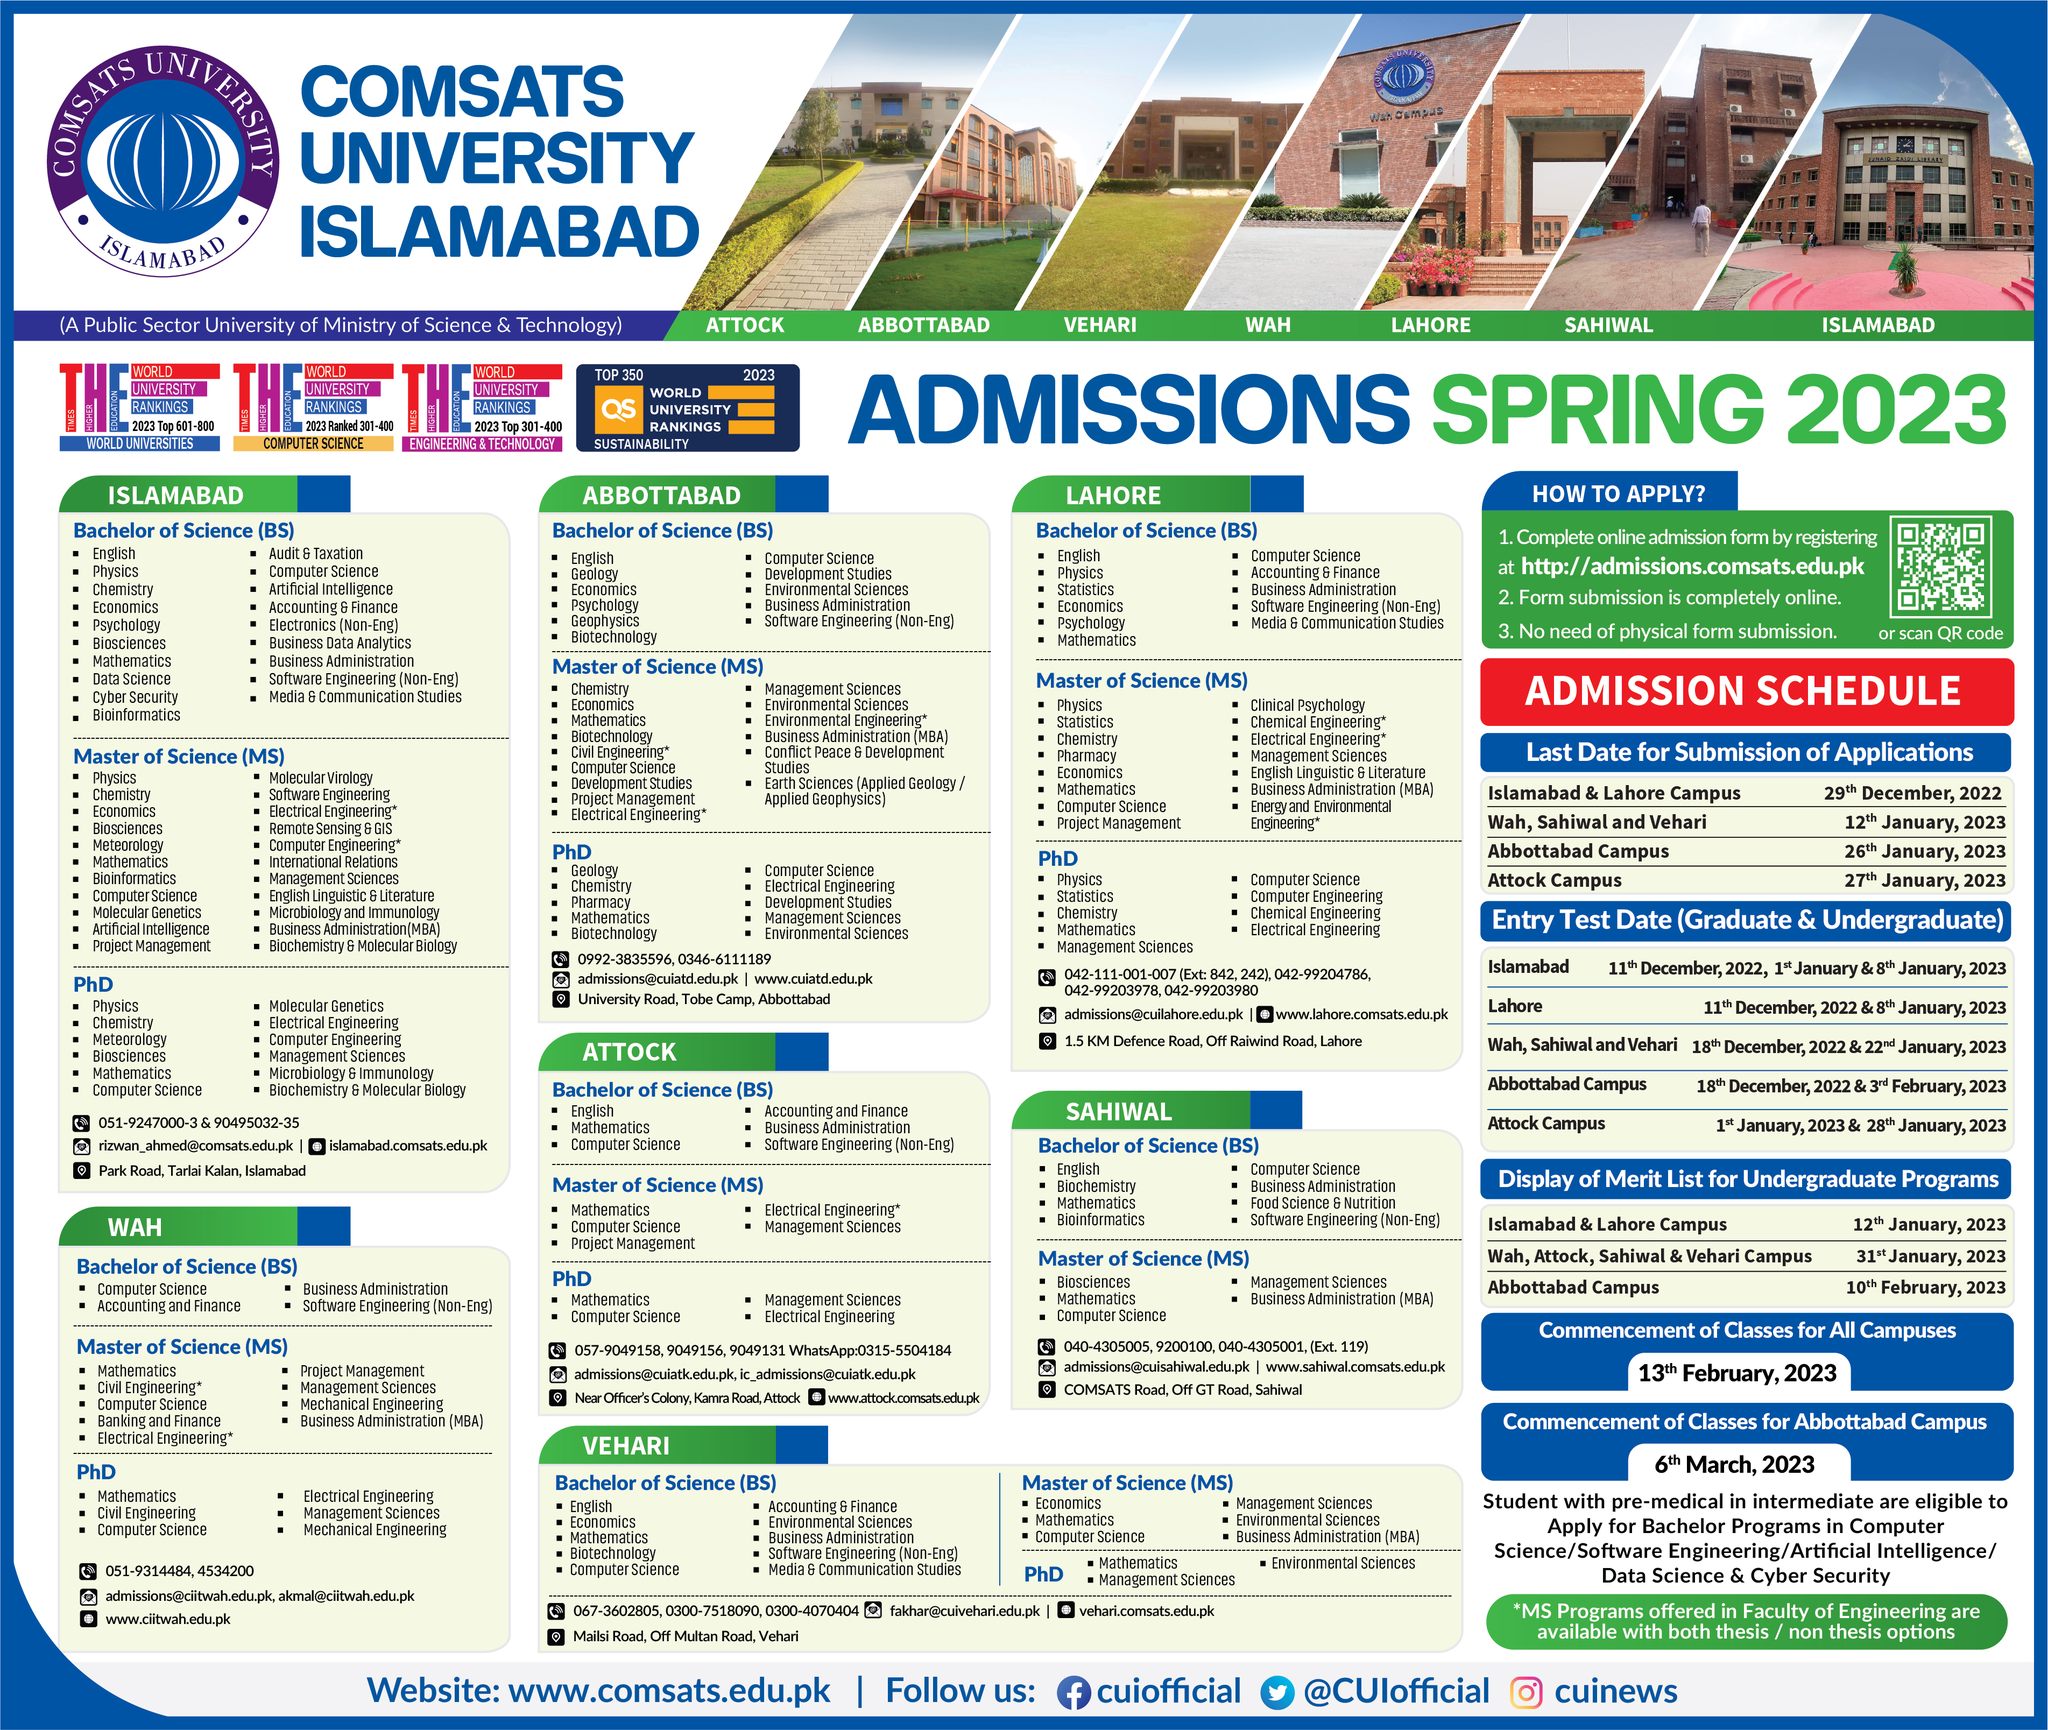 COMSATS UNIVERSITY
ISLAMABAD
COMSATS
UNIVERSITY
ISLAMABAD
(A Public Sector University of Ministry of Science & Technology)
COMSATS UNIVERSITY
Wah Campus
JUNAID ZAIDI LIBRARY
ATTOCK
ABBOTTABAD
VEHARI
WAH
LAHORE
SAHIWAL
ISLAMABAD
TIMES HIGHER EDUCATION
WORLD
UNIVERSITY
RANKINGS
2023 Top 601-800
WORLD UNIVERSITIES
TIMES HIGHER EDUCATION
WORLD
UNIVERSITY
RANKINGS
2023 Ranked 301-400
COMPUTER SCIENCE
TIMES HIGHER EDUCATION
WORLD
UNIVERSITY
RANKINGS
2023 Top 301-400
ENGINEERING & TECHNOLOGY
TOP 350 2023
QS
WORLD
UNIVERSITY
RANKINGS
SUSTAINABILITY
ADMISSIONS SPRING 2023
ISLAMABAD
Bachelor of Science (BS)
English
Physics
Chemistry
Economics
Psychology
Biosciences
Mathematics
Data Science
Cyber Security
Bioinformatics
Audit & Taxation
Computer Science
Artificial Intelligence
Accounting & Finance
Electronics (Non-Eng)
Business Data Analytics
Business Administration
Software Engineering (Non-Eng)
Media & Communication Studies
Master of Science (MS)
Physics
Chemistry
Economics
Biosciences
Meteorology
Mathematics
Bioinformatics
Computer Science
Molecular Genetics
Artificial Intelligence
Project Management
Molecular Virology
Software Engineering
Electrical Engineering*
Remote Sensing & GIS
Computer Engineering*
International Relations
Management Sciences
English Linguistic & Literature
Microbiology and Immunology
Business Administration(MBA)
Biochemistry & Molecular Biology
PhD
Physics
Chemistry
Meteorology
Biosciences
Mathematics
Computer Science
Molecular Genetics
Electrical Engineering
Computer Engineering
Management Sciences
Microbiology & Immunology
Biochemistry & Molecular Biology
051-9247000-3 & 90495032-35
rizwan_ahmed@comsats.edu.pk | islamabad.comsats.edu.pk
Park Road, Tarlai Kalan, Islamabad
WAH
Bachelor of Science (BS)
Computer Science
Accounting and Finance
Business Administration
Software Engineering (Non-Eng)
Master of Science (MS)
Mathematics
Civil Engineering*
Computer Science
Banking and Finance
Electrical Engineering*
Project Management
Management Sciences
Mechanical Engineering
Business Administration (MBA)
PhD
Mathematics
Civil Engineering
Computer Science
Electrical Engineering
Management Sciences
Mechanical Engineering
051-9314484, 4534200
admissions@ciitwah.edu.pk, akmal@ciitwah.edu.pk
www.ciitwah.edu.pk
ABBOTTABAD
Bachelor of Science (BS)
English
Geology
Economics
Psychology
Geophysics
Biotechnology
Computer Science
Development Studies
Environmental Sciences
Business Administration
Software Engineering (Non-Eng)
Master of Science (MS)
Chemistry
Economics
Mathematics
Biotechnology
Civil Engineering*
Computer Science
Development Studies
Project Management
Electrical Engineering*
Management Sciences
Environmental Sciences
Environmental Engineering*
Business Administration (MBA)
Conflict Peace & Development
Studies
Earth Sciences (Applied Geology /
Applied Geophysics)
PhD
Geology
Chemistry
Pharmacy
Mathematics
Biotechnology
Computer Science
Electrical Engineering
Development Studies
Management Sciences
Environmental Sciences
0992-3835596, 0346-6111189
admissions@cuiatd.edu.pk | www.cuiatd.edu.pk
University Road, Tobe Camp, Abbottabad
ATTOCK
Bachelor of Science (BS)
English
Mathematics
Computer Science
Accounting and Finance
Business Administration
Software Engineering (Non-Eng)
Master of Science (MS)
Mathematics
Computer Science
Project Management
Electrical Engineering*
Management Sciences
PhD
Mathematics
Computer Science
Management Sciences
Electrical Engineering
057-9049158, 9049156, 9049131 WhatsApp:0315-5504184
admissions@cuiatk.edu.pk, ic_admissions@cuiatk.edu.pk
Near Officer's Colony, Kamra Road, Attock www.attock.comsats.edu.pk
LAHORE
Bachelor of Science (BS)
English
Physics
Statistics
Economics
Psychology
Mathematics
Computer Science
Accounting & Finance
Business Administration
Software Engineering (Non-Eng)
Media & Communication Studies
Master of Science (MS)
Physics
Statistics
Chemistry
Pharmacy
Economics
Mathematics
Computer Science
Project Management
Clinical Psychology
Chemical Engineering*
Electrical Engineering*
Management Sciences
English Linguistic & Literature
Business Administration (MBA)
Energy and Environmental
Engineering*
PhD
Physics
Statistics
Chemistry
Mathematics
Management Sciences
Computer Science
Computer Engineering
Chemical Engineering
Electrical Engineering
042-111-001-007 (Ext: 842, 242), 042-99204786,
042-99203978, 042-99203980
admissions@cuilahore.edu.pk | www.lahore.comsats.edu.pk
1.5 KM Defence Road, Off Raiwind Road, Lahore
SAHIWAL
Bachelor of Science (BS)
English
Biochemistry
Mathematics
Bioinformatics
Computer Science
Business Administration
Food Science & Nutrition
Software Engineering (Non-Eng)
Master of Science (MS)
Biosciences
Mathematics
Computer Science
Management Sciences
Business Administration (MBA)
040-4305005, 9200100, 040-4305001, (Ext. 119)
admissions@cuisahiwal.edu.pk | www.sahiwal.comsats.edu.pk
COMSATS Road, Off GT Road, Sahiwal
VEHARI
Bachelor of Science (BS)
English
Economics
Mathematics
Biotechnology
Computer Science
Accounting & Finance
Environmental Sciences
Business Administration
Software Engineering (Non-Eng)
Media & Communication Studies
Master of Science (MS)
Economics
Mathematics
Computer Science
Management Sciences
Environmental Sciences
Business Administration (MBA)
PhD
Mathematics
Management Sciences
Environmental Sciences
067-3602805, 0300-7518090, 0300-4070404 fakhar@cuivehari.edu.pk | vehari.comsats.edu.pk
Mailsi Road, Off Multan Road, Vehari
HOW TO APPLY?
1. Complete online admission form by registering
at http://admissions.comsats.edu.pk
2. Form submission is completely online.
3. No need of physical form submission.
or scan QR code
ADMISSION SCHEDULE
Last Date for Submission of Applications
Islamabad & Lahore Campus 29th December, 2022
Wah, Sahiwal and Vehari 12th January, 2023
Abbottabad Campus 26th January, 2023
Attock Campus 27th January, 2023
Entry Test Date (Graduate & Undergraduate)
Islamabad 11th December, 2022, 1st January & 8th January, 2023
Lahore 11th December, 2022 & 8th January, 2023
Wah, Sahiwal and Vehari 18th December, 2022 & 22nd January, 2023
Abbottabad Campus 18th December, 2022 & 3rd February, 2023
Attock Campus 1st January, 2023 & 28th January, 2023
Display of Merit List for Undergraduate Programs
Islamabad & Lahore Campus 12th January, 2023
Wah, Attock, Sahiwal & Vehari Campus 31st January, 2023
Abbottabad Campus 10th February, 2023
Commencement of Classes for All Campuses
13th February, 2023
Commencement of Classes for Abbottabad Campus
6th March, 2023
Student with pre-medical in intermediate are eligible to
Apply for Bachelor Programs in Computer
Science/Software Engineering/Artificial Intelligence/
Data Science & Cyber Security
*MS Programs offered in Faculty of Engineering are
available with both thesis / non thesis options
Website: www.comsats.edu.pk | Follow us: cuiofficial @CUIofficial cuinews